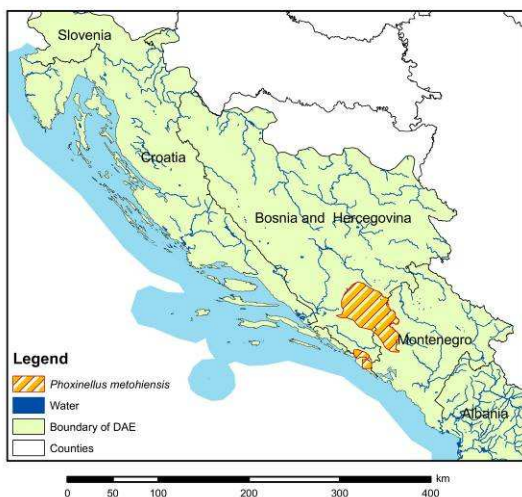 Slovenia
Croatia
Bosnia and Hercegovina
Montenegro
Albania
Legend
Phoxinellus metohiensis
Water
Boundary of DAE
Counties
km
0 50 100 200 300 400